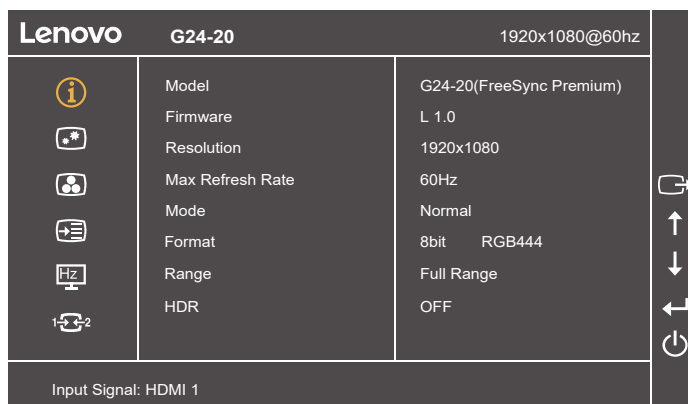 Lenovo G24-20 1920x1080@60hz
Model G24-20(FreeSync Premium)
Firmware L 1.0
Resolution 1920x1080
Max Refresh Rate 60Hz
Mode Normal
Format 8bit RGB444
Range Full Range
HDR OFF
Hz
1 2
Input Signal: HDMI 1